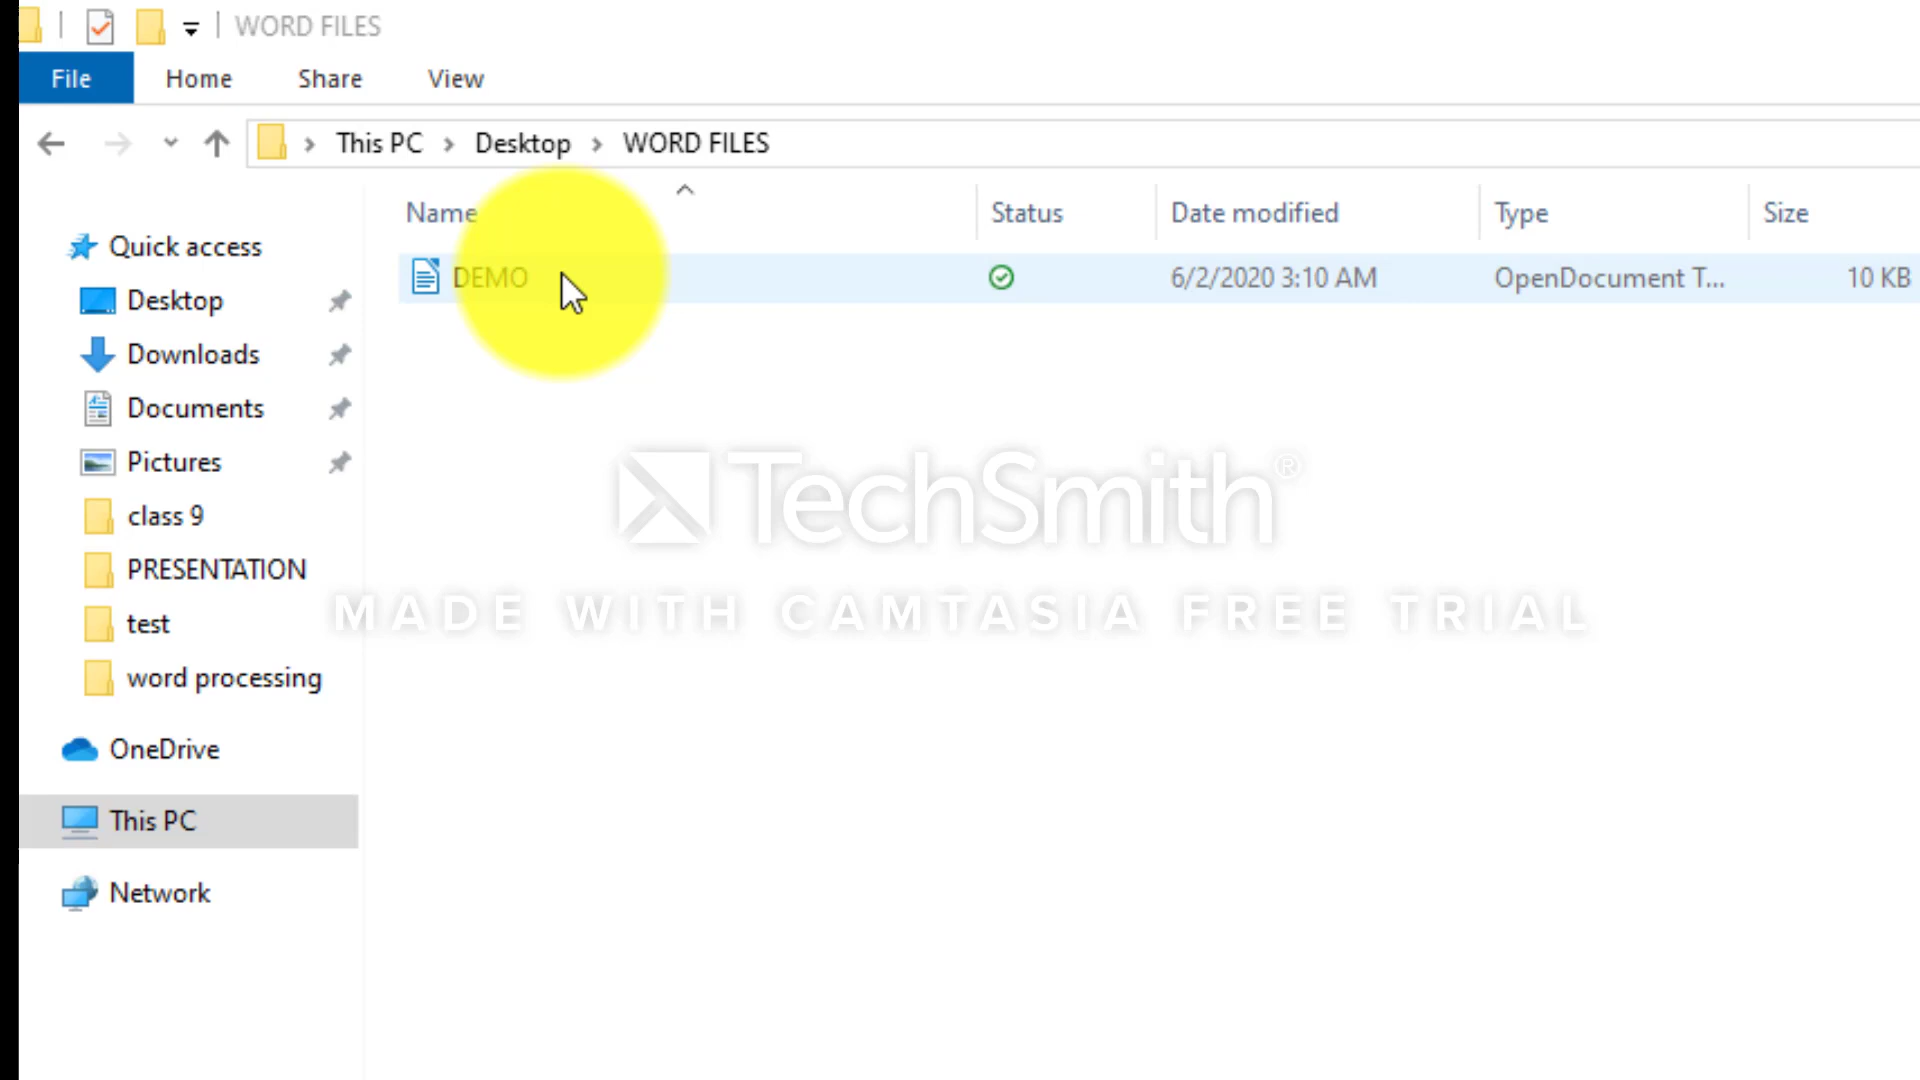 WORD FILES
File Home Share View
This PC Desktop WORD FILES
Name Status Date modified Type Size
DEMO 6/2/2020 3:10 AM OpenDocument T... 10 KB
Quick access
Desktop
Downloads
Documents
Pictures
class 9
PRESENTATION
test
word processing
OneDrive
This PC
Network
TechSmith®
MADE WITH CAMTASIA FREE TRIAL